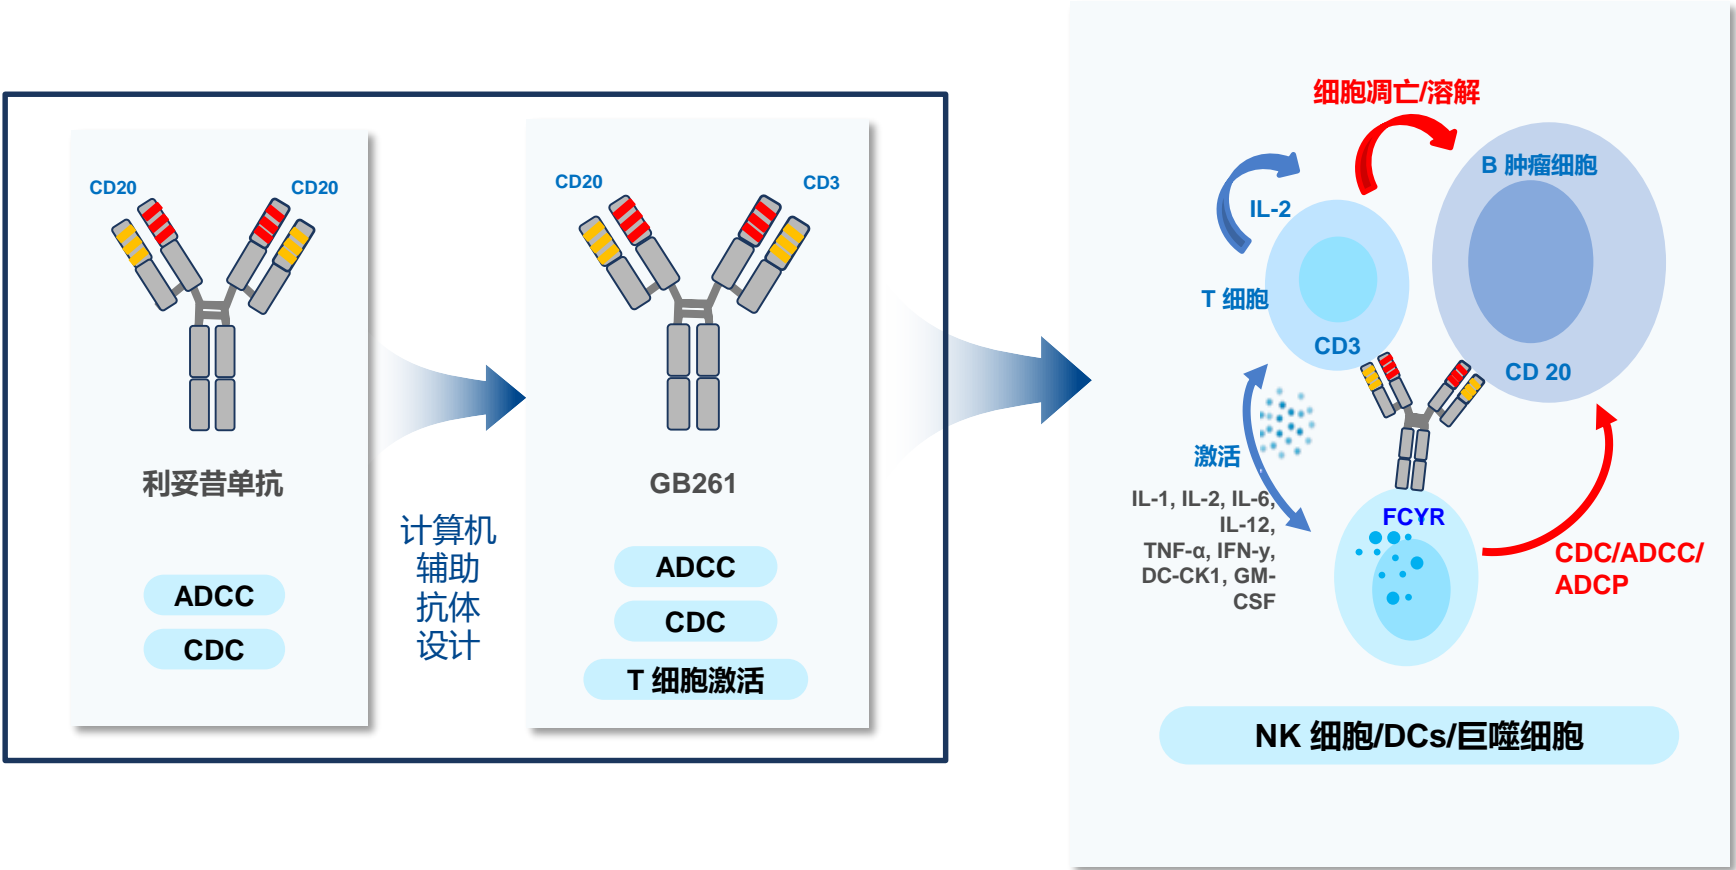 CD20
CD20
利妥昔单抗
ADCC
CDC
计算机
辅助
抗体
设计
CD20
CD3
GB261
ADCC
CDC
T 细胞激活
细胞凋亡/溶解
B 肿瘤细胞
IL-2
T 细胞
CD3
CD 20
激活
IL-1, IL-2, IL-6,
IL-12,
TNF-α, IFN-y,
DC-CK1, GM-
CSF
FCYR
CDC/ADCC/
ADCP
NK 细胞/DCs/巨噬细胞